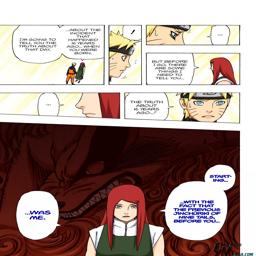 ...
BUT BEFORE
I GO, THERE
ARE SOME
THINGS I
NEED TO
TELL YOU...
...ABOUT
THE
INCIDENT
THAT
HAPPENED
16 YEARS
AGO... WHEN
YOU WERE
BORN.
I'M GOING
TO TELL YOU
THE TRUTH
ABOUT THAT
DAY.
THE TRUTH
ABOUT
16 YEARS
AGO...?
...
START-
ING...
...WITH
THE FACT
THAT THE
PREVIOUS
JINCHÛRIKI OF
NINE TAILS,
BEFORE YOU...
...WAS
ME.